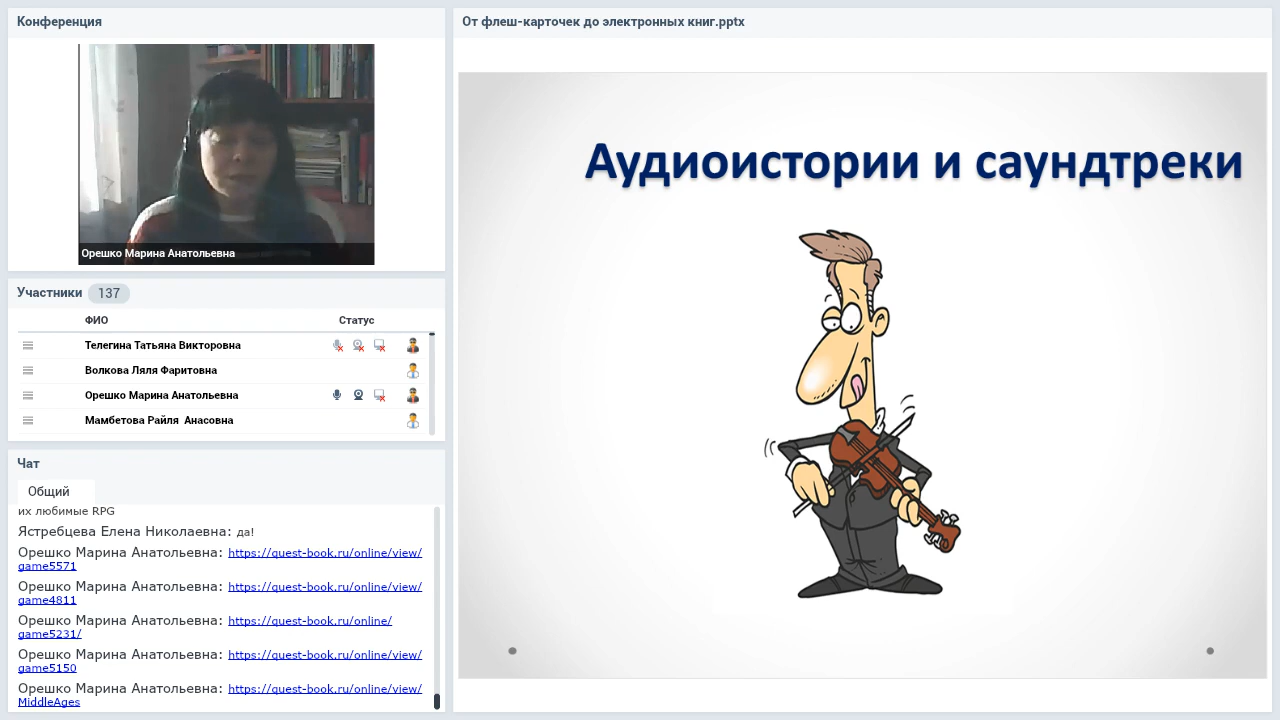 Конференция
Орешко Марина Анатольевна
Участники 137
ФИО Статус
Телегина Татьяна Викторовна
Волкова Ляля Фаритовна
Орешко Марина Анатольевна
Мамбетова Райля  Анасовна
Чат
Общий
их любимые RPG
Ястребцева Елена Николаевна: да!
Орешко Марина Анатольевна: https://quest-book.ru/online/view/
game5571
Орешко Марина Анатольевна: https://quest-book.ru/online/view/
game4811
Орешко Марина Анатольевна: https://quest-book.ru/online/
game5231/
Орешко Марина Анатольевна: https://quest-book.ru/online/view/
game5150
Орешко Марина Анатольевна: https://quest-book.ru/online/view/
MiddleAges
От флеш-карточек до электронных книг.pptx
Аудиоистории и саундтреки